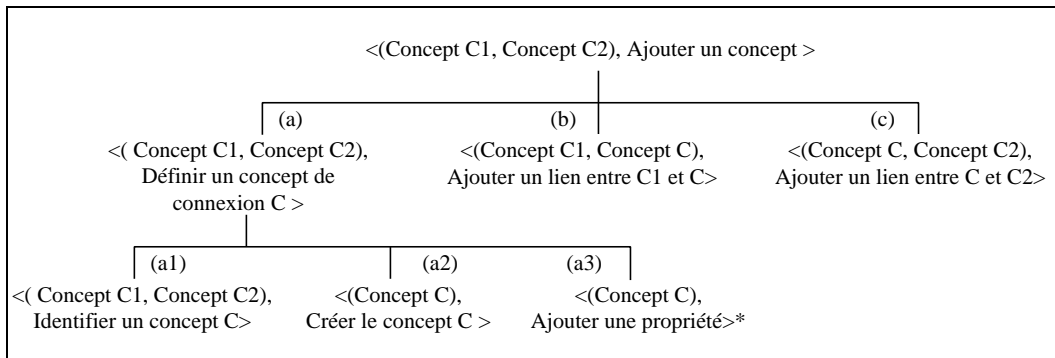 <(Concept C1, Concept C2), Ajouter un concept >
(a)
(b)
(c)
<( Concept C1, Concept C2),
Définir un concept de
connexion C >
<(Concept C1, Concept C),
Ajouter un lien entre C1 et C>
<(Concept C, Concept C2),
Ajouter un lien entre C et C2>
(a1)
(a2)
(a3)
<( Concept C1, Concept C2),
Identifier un concept C>
<(Concept C),
Créer le concept C >
<(Concept C),
Ajouter une propriété>*